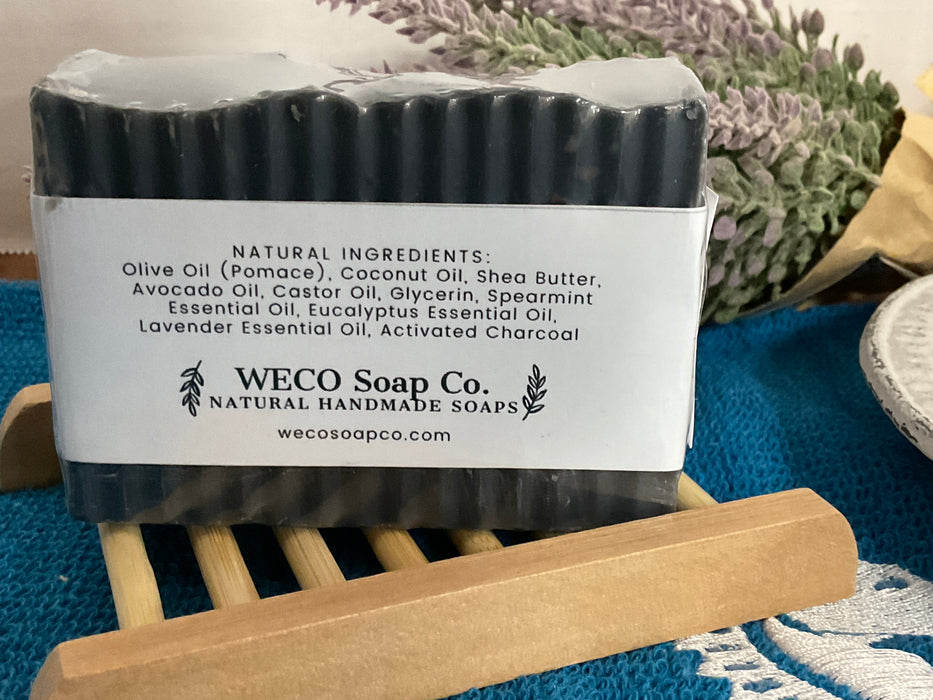 NATURAL INGREDIENTS:
Olive Oil (Pomace), Coconut Oil, Shea Butter,
Avocado Oil, Castor Oil, Glycerin, Spearmint
Essential Oil, Eucalyptus Essential Oil,
Lavender Essential Oil, Activated Charcoal
WECO Soap Co.
NATURAL HANDMADE SOAPS
wecosoapco.com